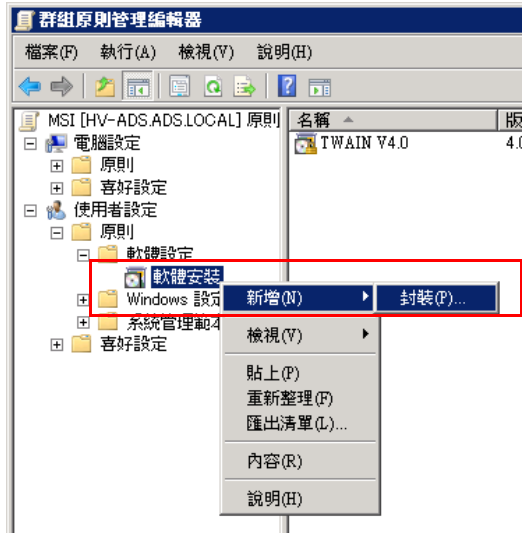 群組原則管理編輯器
檔案(F) 執行(A) 檢視(V) 說明(H)
MSI [HV-ADS.ADS.LOCAL] 原則
電腦設定
原則
喜好設定
使用者設定
原則
軟體設定
軟體安裝
Windows 設定
系統管理範本
喜好設定
名稱
TWAIN V4.0 4.0
新增(N)
封裝(P)...
檢視(V)
貼上(P)
重新整理(F)
匯出清單(L)...
內容(R)
說明(H)